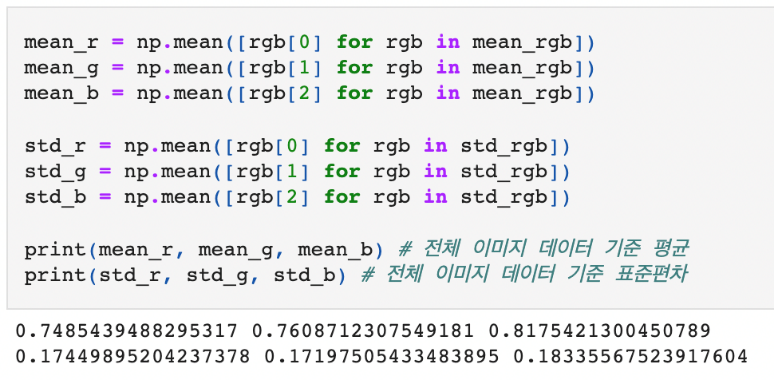 mean_r = np.mean([rgb[0] for rgb in mean_rgb])
mean_g = np.mean([rgb[1] for rgb in mean_rgb])
mean_b = np.mean([rgb[2] for rgb in mean_rgb])
std_r = np.mean([rgb[0] for rgb in std_rgb])
std_g = np.mean([rgb[1] for rgb in std_rgb])
std_b = np.mean([rgb[2] for rgb in std_rgb])
print(mean_r, mean_g, mean_b) # 전체 이미지 데이터 기준 평균
print(std_r, std_g, std_b) # 전체 이미지 데이터 기준 표준편차
0.7485439488295317 0.7608712307549181 0.8175421300450789
0.17449895204237378 0.17197505433483895 0.18335567523917604